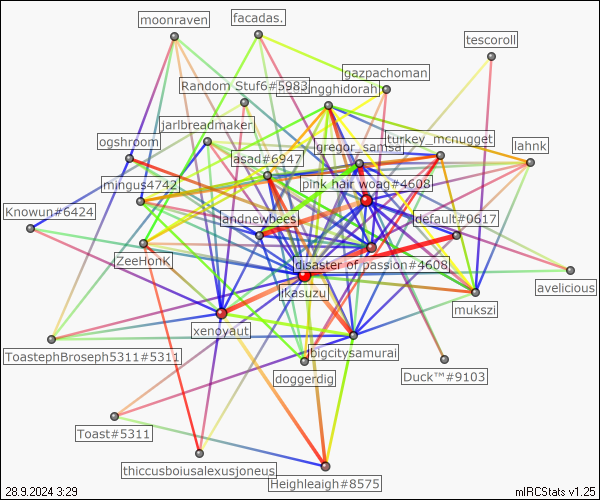 moonraven
facadas.
tescoroll
gazpachoman
Random Stuf6#5983
ngghidorah
jarlbreadmaker
ogshroom
gregor_samsa
turkey_mcnugget
lahnk
asad#6947
mingus4742
pink hair woag#4608
Knowun#6424
andnewbees
default#0617
ZeeHonk
disaster of passion#4608
avelicious
ikasuzu
mukszi
xenoyeut
ToastephBroseph5311#5311
bigcitysamurai
doggerdig
Duck™#9103
Toast#5311
thiccusboiusalexusjoneus
Heighleaigh#8575
28.9.2024 3:29
mIRCStats v1.25